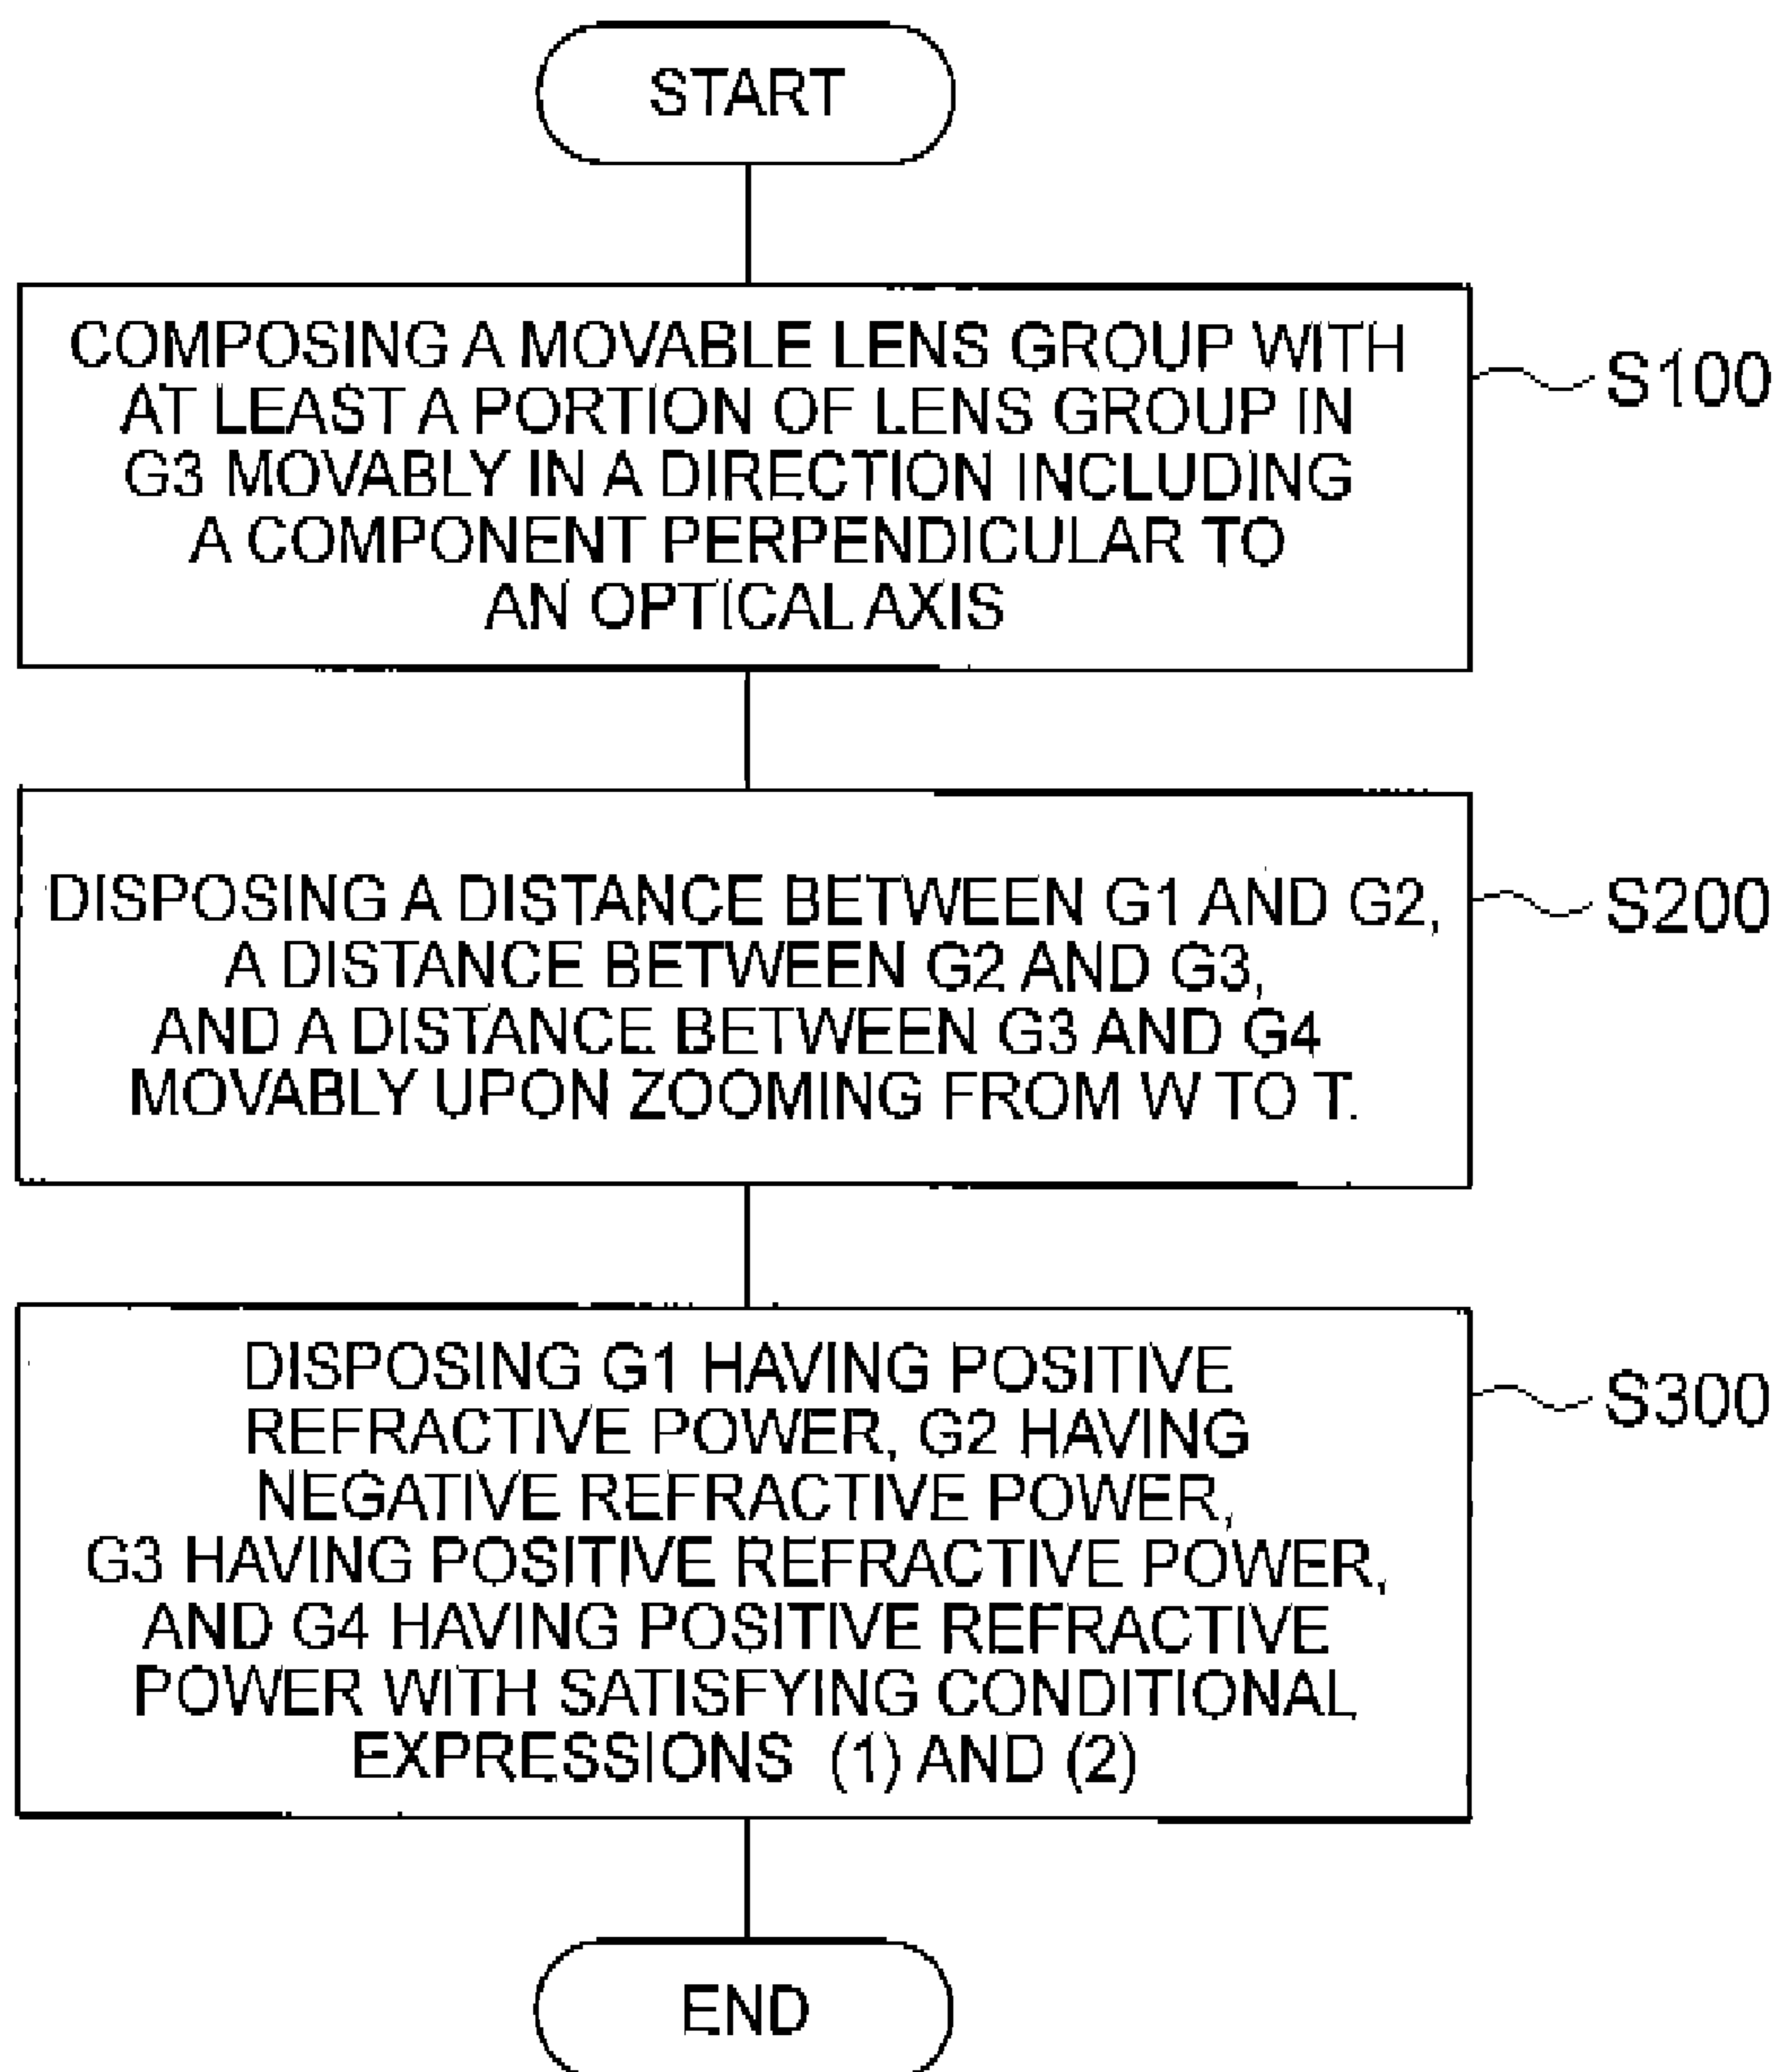 START
COMPOSING A MOVABLE LENS GROUP WITH
AT LEAST A PORTION OF LENS GROUP IN
G3 MOVABLY IN A DIRECTION INCLUDING
A COMPONENT PERPENDICULAR TO
AN OPTICAL AXIS
S100
DISPOSING A DISTANCE BETWEEN G1 AND G2,
A DISTANCE BETWEEN G2 AND G3,
AND A DISTANCE BETWEEN G3 AND G4
MOVABLY UPON ZOOMING FROM W TO T.
S200
DISPOSING G1 HAVING POSITIVE
REFRACTIVE POWER, G2 HAVING
NEGATIVE REFRACTIVE POWER,
G3 HAVING POSITIVE REFRACTIVE POWER,
AND G4 HAVING POSITIVE REFRACTIVE
POWER WITH SATISFYING CONDITIONAL
EXPRESSIONS (1) AND (2)
S300
END